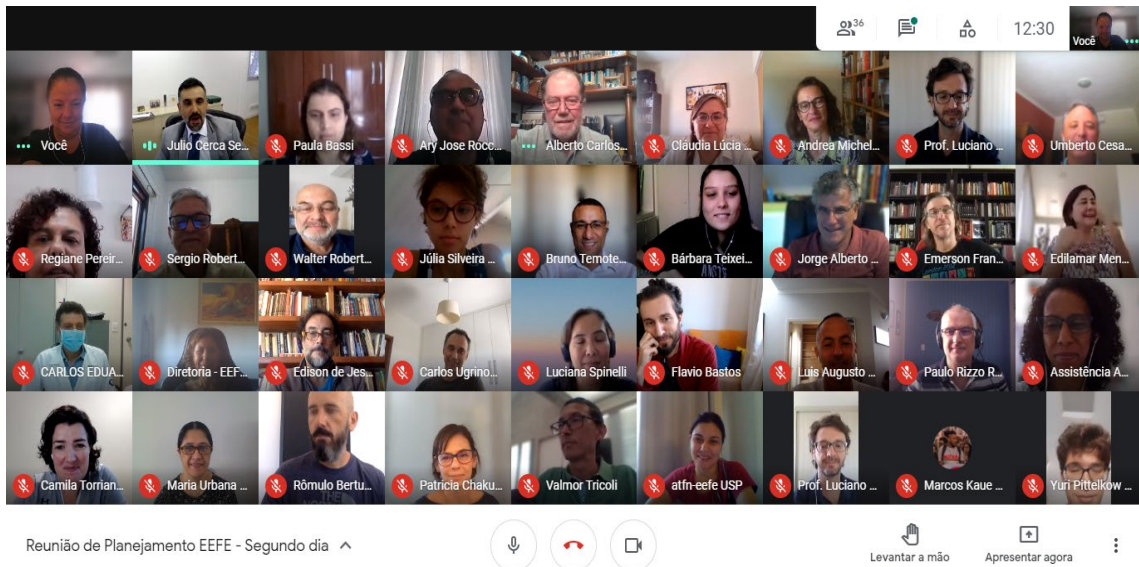 36
12:30
Você
Você
Julio Cerca Se...
Paula Bassi
Ary Jose Rocc...
Alberto Carlos...
Claudia Lúcia ...
Andrea Michel...
Prof. Luciano ...
Umberto Cesa...
Regiane Pereir...
Sergio Robert...
Walter Robert...
Júlia Silveira ...
Bruno Temote...
Bárbara Teixei...
Jorge Alberto ...
Emerson Fran...
Edilamar Men...
CARLOS EDUA...
Diretoria - EEF...
Edison de Jes...
Carlos Ugrino...
Luciana Spinelli
Flavio Bastos
Luis Augusto ...
Paulo Rizzo R...
Assistência A...
Camila Torrian...
Maria Urbana ...
Rômulo Bertu...
Patricia Chaku...
Valmor Tricoli
atfn-eefe USP
Prof. Luciano ...
Marcos Kaue ...
Yuri Pittelkow ...
Reunião de Planejamento EEFE - Segundo dia
Levantar a mão
Apresentar agora